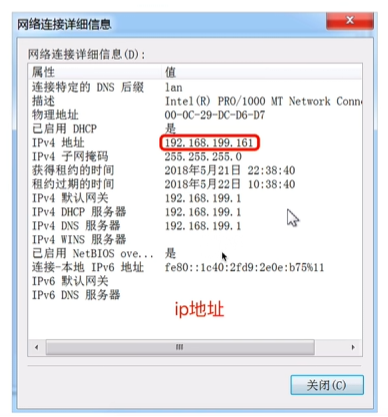 网络连接详细信息
网络连接详细信息(D):
属性 值
连接特定的 DNS 后缀 lan
描述 Intel(R) PRO/1000 MT Network Conn
物理地址 00-0C-29-DC-D6-D7
已启用 DHCP 是
IPv4 地址 192.168.199.161
IPv4 子网掩码 255.255.255.0
获得租约的时间 2018年5月21日 22:38:40
租约过期的时间 2018年5月22日 10:38:40
IPv4 默认网关 192.168.199.1
IPv4 DHCP 服务器 192.168.199.1
IPv4 DNS 服务器 192.168.199.1
IPv4 WINS 服务器
已启用 NetBIOS ove... 是
连接-本地 IPv6 地址 fe80::1c40:2fd9:2e0e:b75%11
IPv6 默认网关
IPv6 DNS 服务器
ip地址
关闭(C)